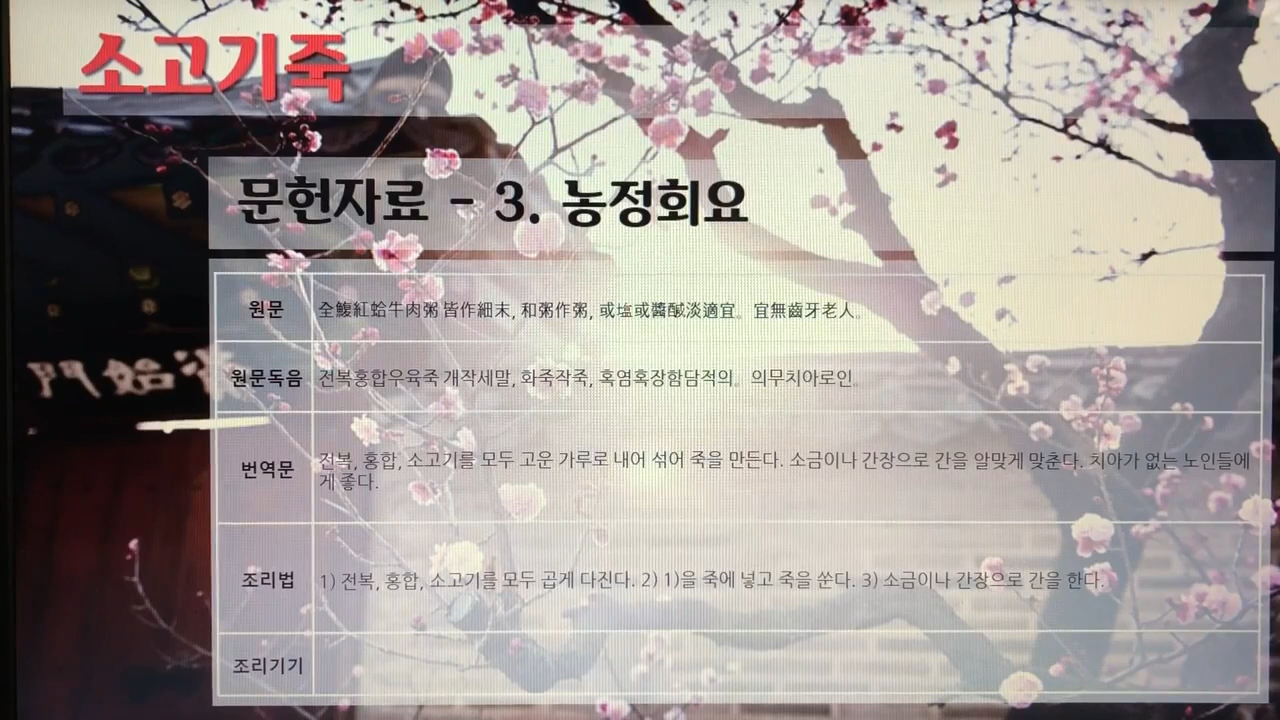 소고기죽
문헌자료 - 3. 농정회요
원문
全鰒紅蛤牛肉粥 皆作細末, 和粥作粥, 或塩或醬醎淡適宜。宜無齒牙老人。
원문독음
전복홍합우육죽 개작세말, 화죽작죽, 혹염혹장함담적의。의무치아로인。
번역문
전복, 홍합, 소고기를 모두 고운 가루로 내어 섞어 죽을 만든다. 소금이나 간장으로 간을 알맞게 맞춘다. 치아가 없는 노인들에
게 좋다.
조리법
1) 전복, 홍합, 소고기를 모두 곱게 다진다. 2) 1)을 죽에 넣고 죽을 쑨다. 3) 소금이나 간장으로 간을 한다.
조리기기
門始